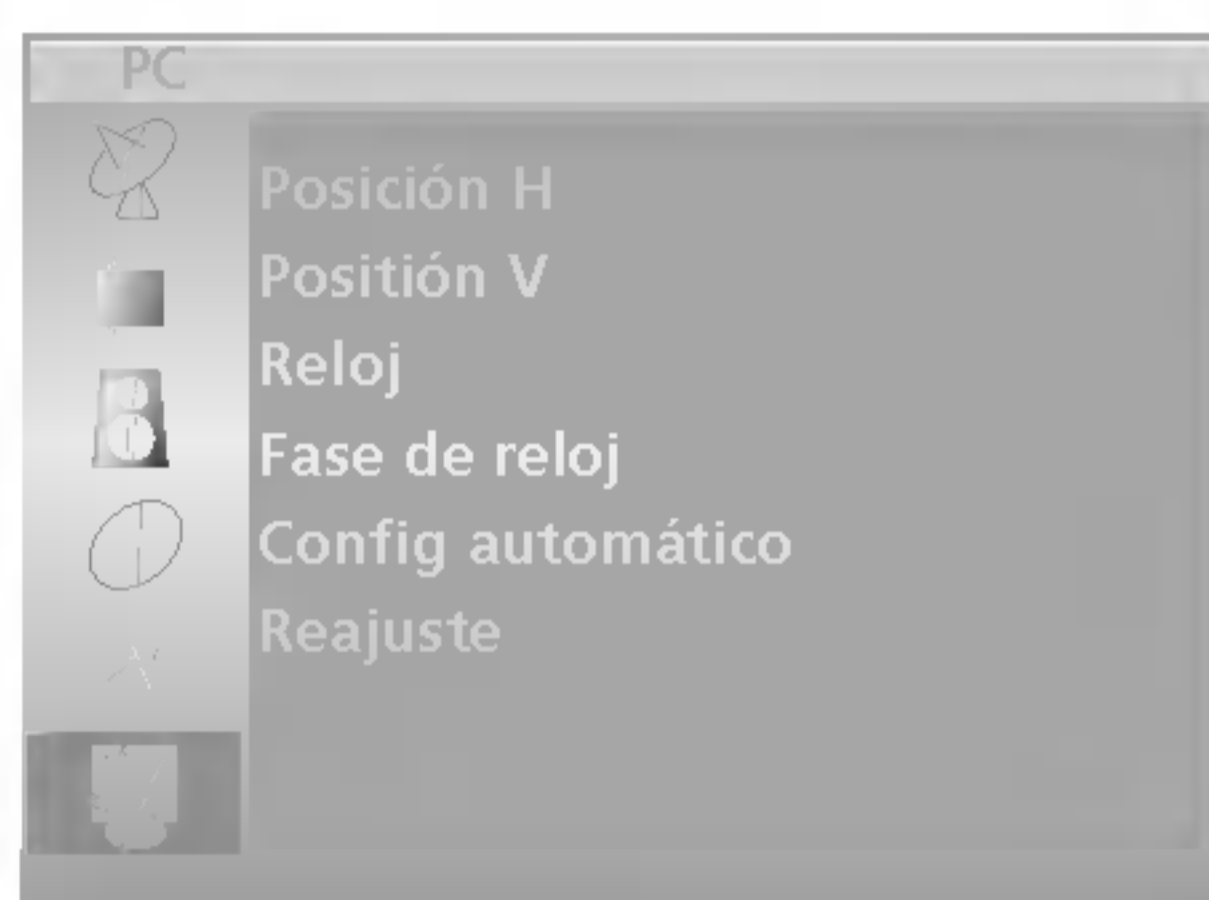 PC
Posición H
Positión V
Reloj
Fase de reloj
Config automático
Reajuste